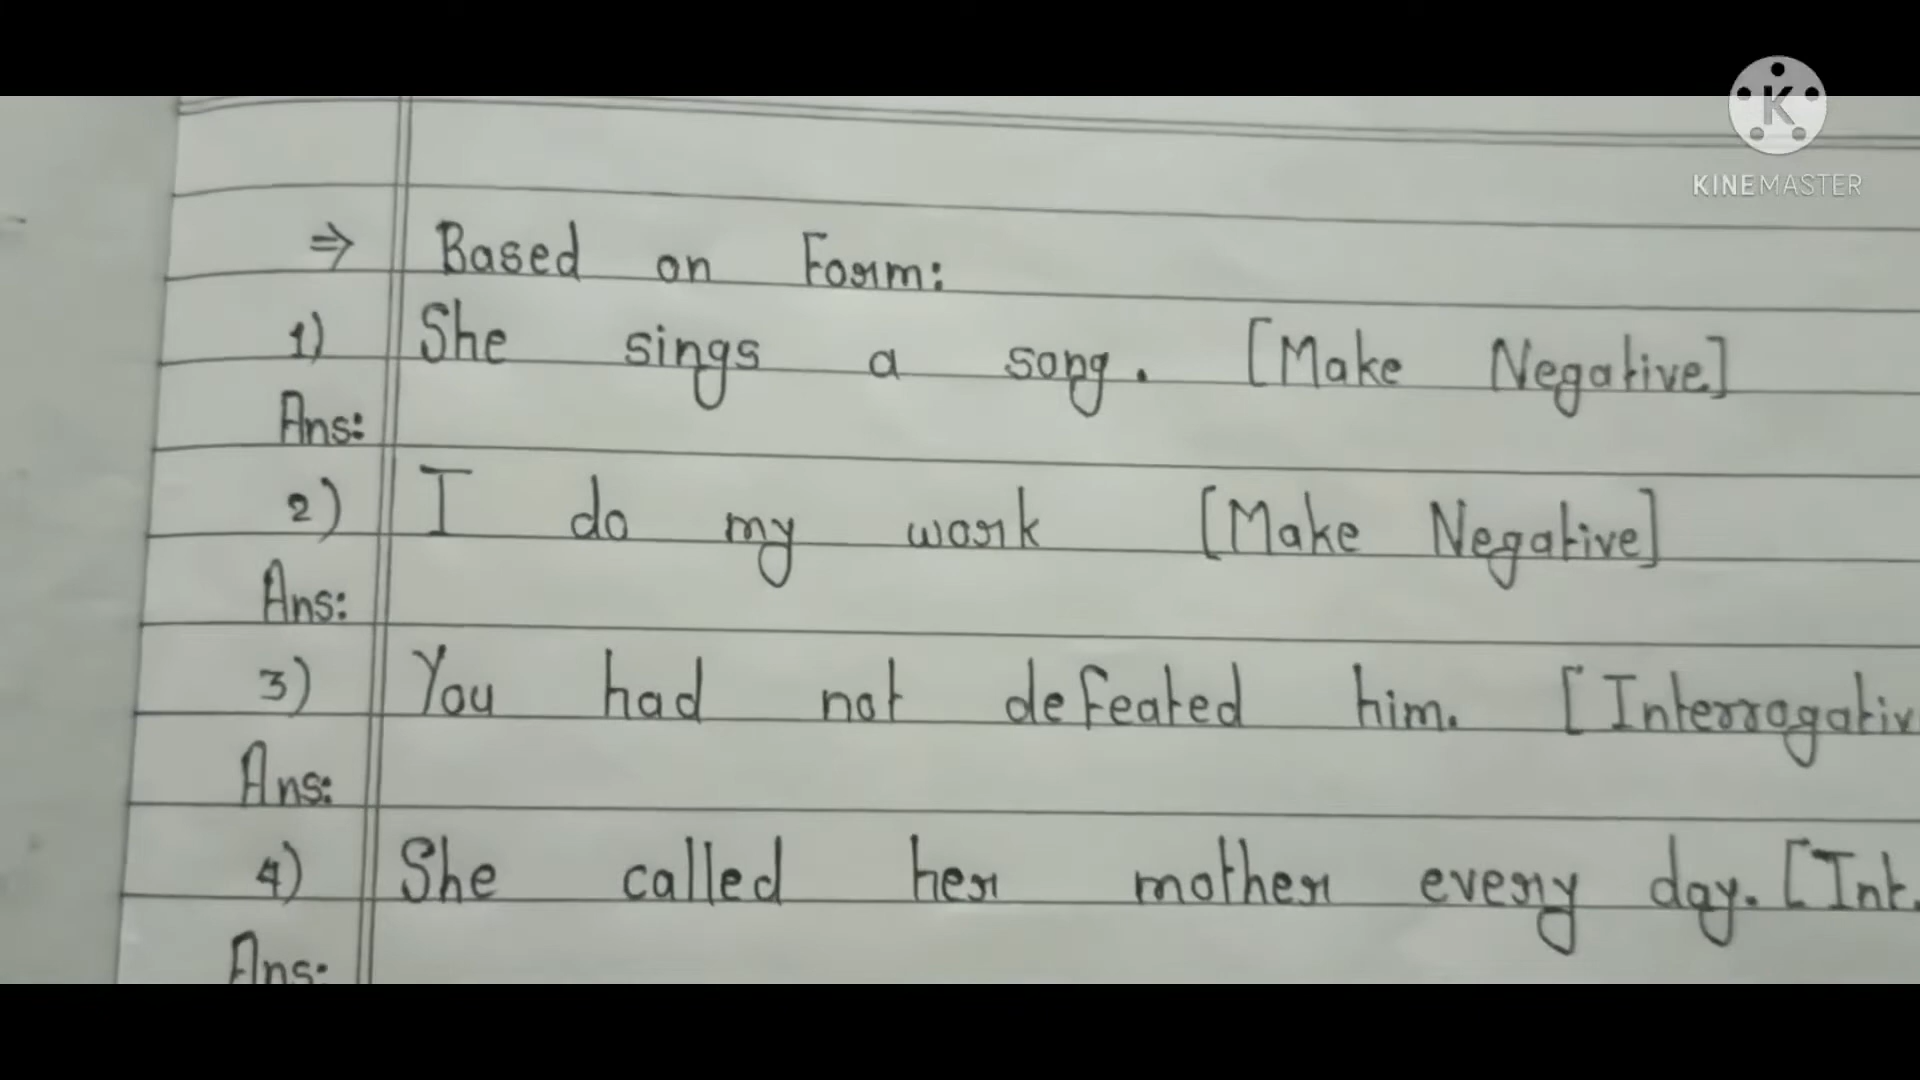 KINEMASTER
⇒ Based on Form:
1) She sings a song. [Make Negative]
Ans:
2) I do my work [Make Negative]
Ans:
3) You had not defeated him. [Interrogativ
Ans:
4) She called her mother every day. [Int.
Ans: